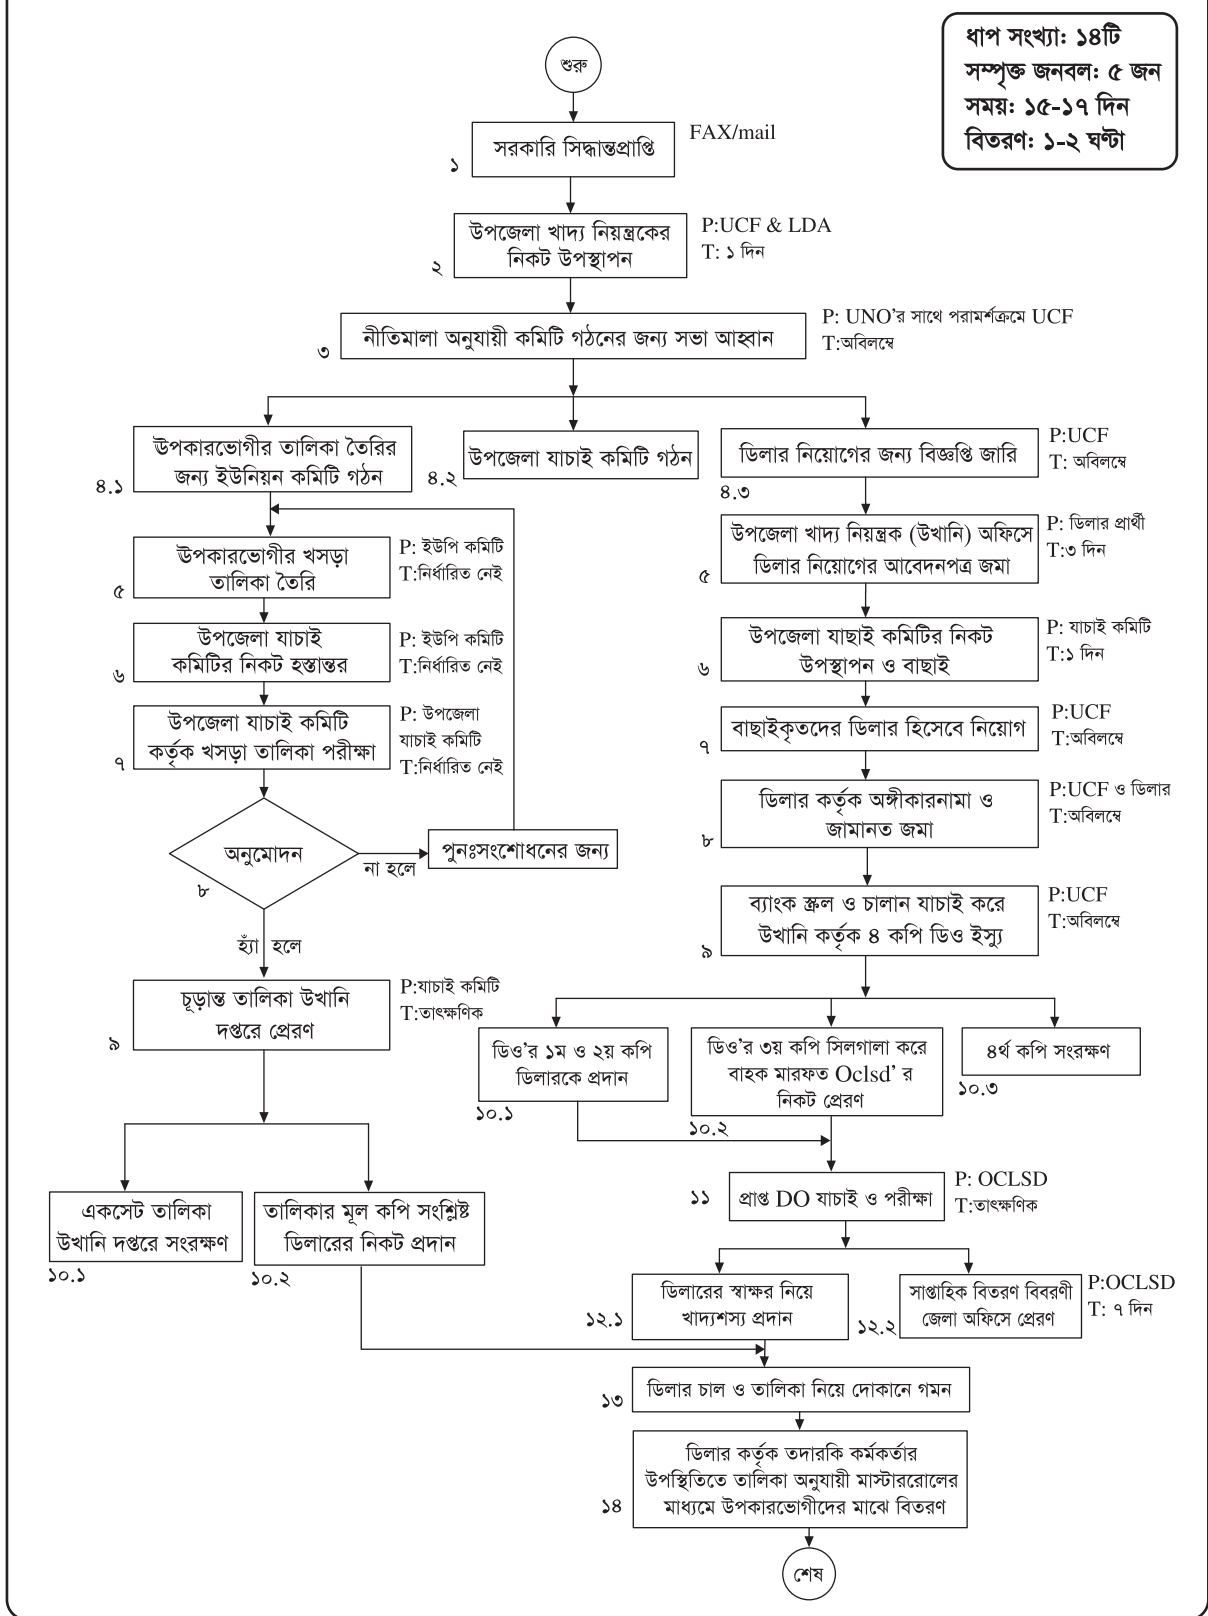 ধাপ সংখ্যা: ১৪টি
সম্পৃক্ত জনবল: ৫ জন
সময়: ১৫-১৭ দিন
বিতরণ: ১-২ ঘণ্টা
শুরু
সরকারি সিদ্ধান্তপ্রাপ্তি
FAX/mail
১
উপজেলা খাদ্য নিয়ন্ত্রকের
নিকট উপস্থাপন
P:UCF & LDA
T: ১ দিন
২
নীতিমালা অনুযায়ী কমিটি গঠনের জন্য সভা আহ্বান
P: UNO'র সাথে পরামর্শক্রমে UCF
T:অবিলম্বে
৩
উপকারভোগীর তালিকা তৈরির
জন্য ইউনিয়ন কমিটি গঠন
৪.১
উপজেলা যাচাই কমিটি গঠন
৪.২
ডিলার নিয়োগের জন্য বিজ্ঞপ্তি জারি
P:UCF
T: অবিলম্বে
৪.৩
উপকারভোগীর খসড়া
তালিকা তৈরি
P: ইউপি কমিটি
T:নির্ধারিত নেই
৫
উপজেলা যাচাই
কমিটির নিকট হস্তান্তর
P: ইউপি কমিটি
T:নির্ধারিত নেই
৬
উপজেলা যাচাই কমিটি
কর্তৃক খসড়া তালিকা পরীক্ষা
P: উপজেলা
যাচাই কমিটি
T:নির্ধারিত নেই
৭
অনুমোদন
৮
না হলে
পুনঃসংশোধনের জন্য
হ্যাঁ হলে
চূড়ান্ত তালিকা উখানি
দপ্তরে প্রেরণ
P:যাচাই কমিটি
T:তাৎক্ষণিক
৯
একসেট তালিকা
উখানি দপ্তরে সংরক্ষণ
১০.১
তালিকার মূল কপি সংশ্লিষ্ট
ডিলারের নিকট প্রদান
১০.২
উপজেলা খাদ্য নিয়ন্ত্রক (উখানি) অফিসে
ডিলার নিয়োগের আবেদনপত্র জমা
P: ডিলার প্রার্থী
T:৩ দিন
৫
উপজেলা যাছাই কমিটির নিকট
উপস্থাপন ও বাছাই
P: যাচাই কমিটি
T:১ দিন
৬
বাছাইকৃতদের ডিলার হিসেবে নিয়োগ
P:UCF
T:অবিলম্বে
৭
ডিলার কর্তৃক অঙ্গীকারনামা ও
জামানত জমা
P:UCF ও ডিলার
T:অবিলম্বে
৮
ব্যাংক স্ক্রল ও চালান যাচাই করে
উখানি কর্তৃক ৪ কপি ডিও ইস্যু
P:UCF
T:অবিলম্বে
৯
ডিও'র ১ম ও ২য় কপি
ডিলারকে প্রদান
১০.১
ডিও'র ৩য় কপি সিলগালা করে
বাহক মারফত Oclsd' র
নিকট প্রেরণ
১০.২
৪র্থ কপি সংরক্ষণ
১০.৩
১১
প্রাপ্ত DO যাচাই ও পরীক্ষা
P: OCLSD
T:তাৎক্ষণিক
ডিলারের স্বাক্ষর নিয়ে
খাদ্যশস্য প্রদান
১২.১
সাপ্তাহিক বিতরণ বিবরণী
জেলা অফিসে প্রেরণ
P:OCLSD
T: ৭ দিন
১২.২
ডিলার চাল ও তালিকা নিয়ে দোকানে গমন
১৩
ডিলার কর্তৃক তদারকি কর্মকর্তার
উপস্থিতিতে তালিকা অনুযায়ী মাস্টাররোলের
মাধ্যমে উপকারভোগীদের মাঝে বিতরণ
১৪
শেষ